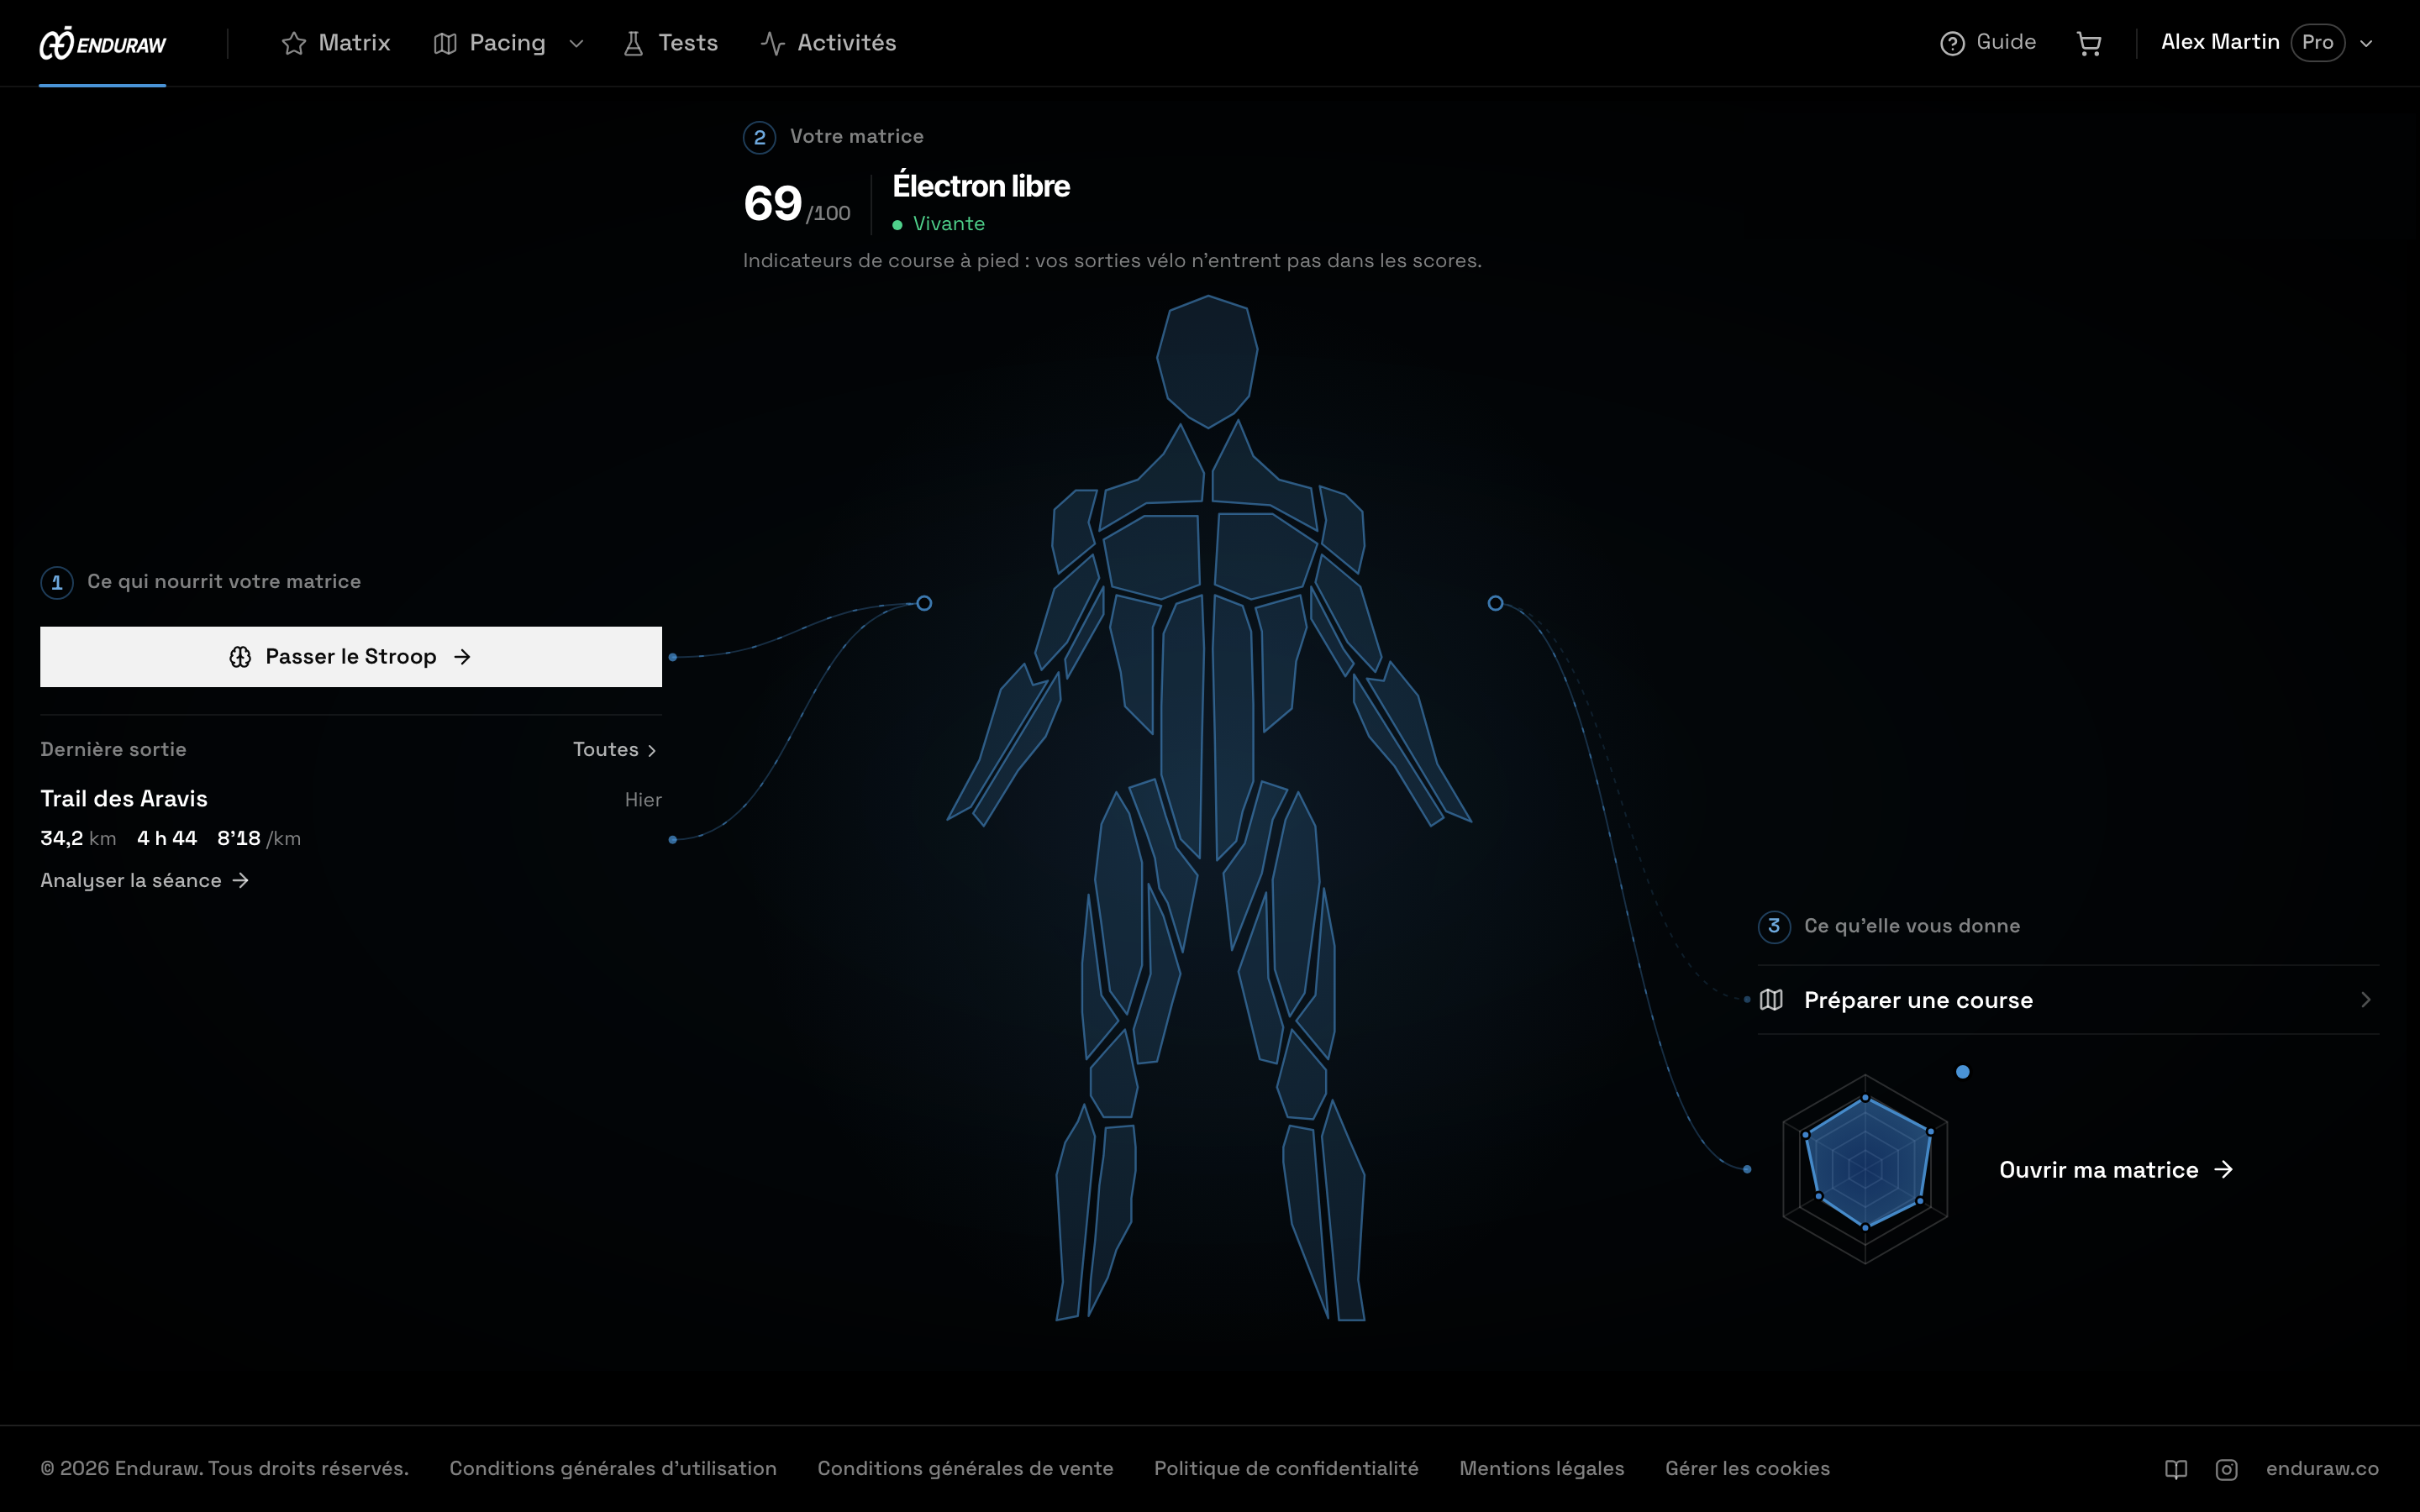 ENDURAW
Matrix
Pacing
Tests
Activités
Guide
Alex Martin
Pro
2
Votre matrice
69/100
Électron libre
Vivante
Indicateurs de course à pied : vos sorties vélo n’entrent pas dans les scores.
1
Ce qui nourrit votre matrice
Passer le Stroop
Dernière sortie
Toutes
Trail des Aravis
Hier
34,2 km 4 h 44 8’18 /km
Analyser la séance
3
Ce qu’elle vous donne
Préparer une course
Ouvrir ma matrice
© 2026 Enduraw. Tous droits réservés.
Conditions générales d’utilisation
Conditions générales de vente
Politique de confidentialité
Mentions légales
Gérer les cookies
enduraw.co